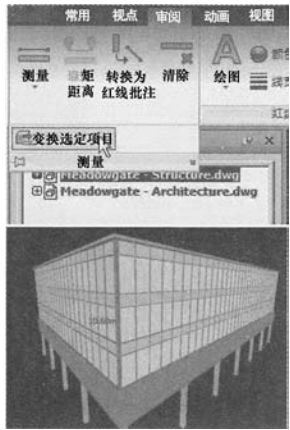 常用 视点 审阅 动画 视图
测量 矩 转换为 清除 绘图
距离 红线批注
变换选定项目
测量
Meadowgate - Structure.dwg
Meadowgate - Architecture.dwg